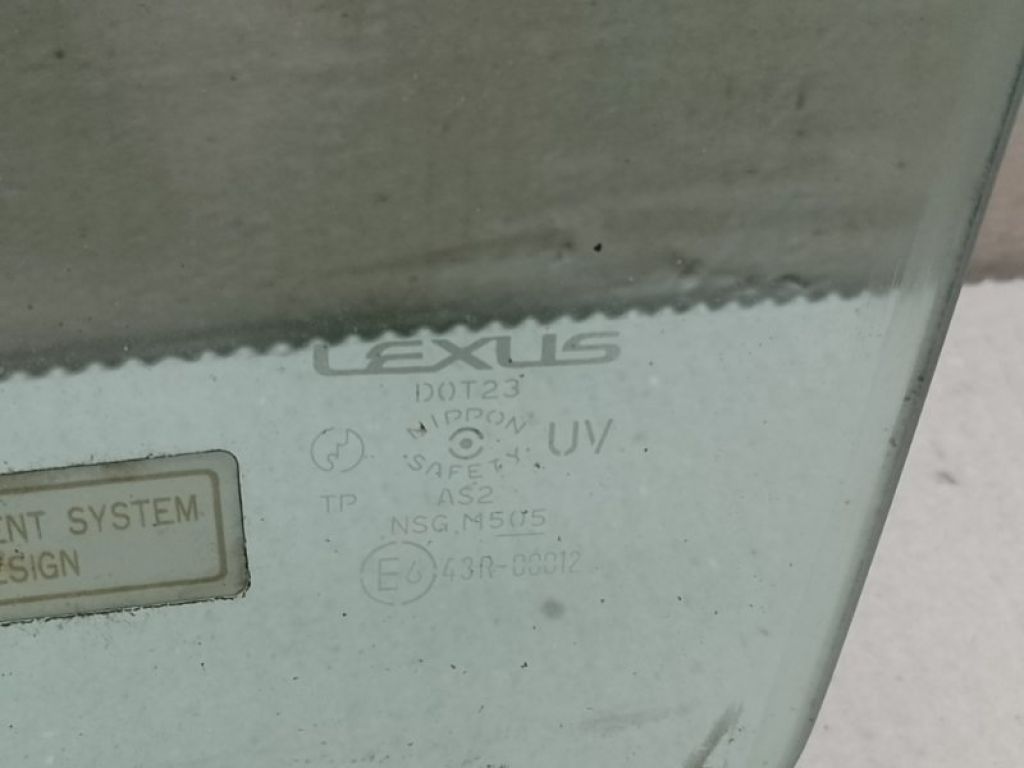 LEXUS
DOT23
NIPPON
SAFETY
UV
TP
AS2
NSG M505
E6 43R-00012
ENT SYSTEM
ESIGN